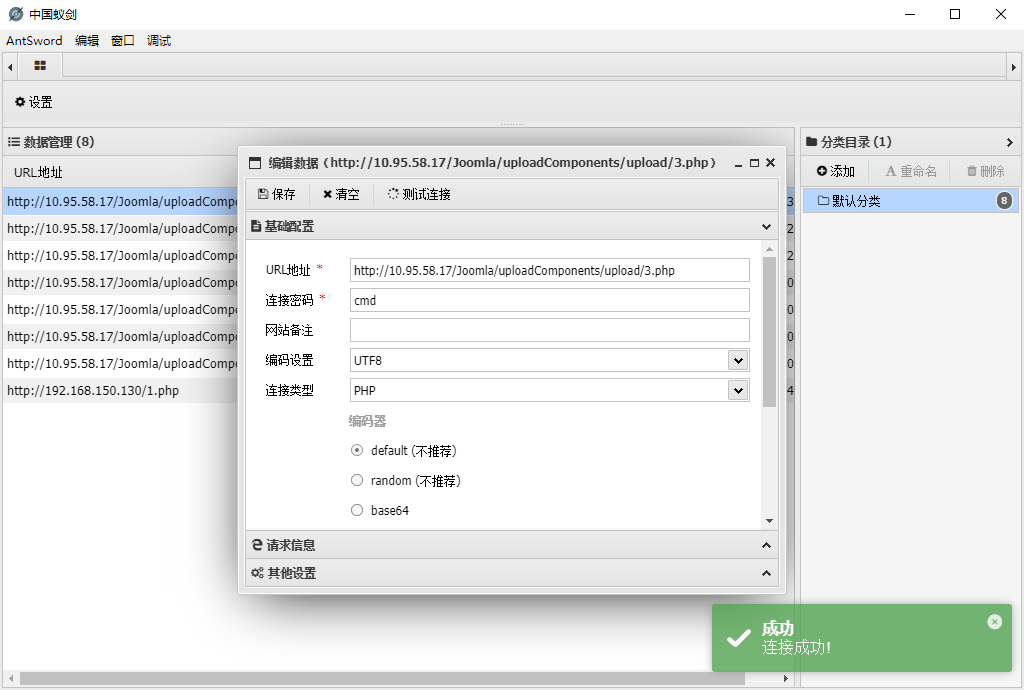 中国蚁剑
AntSword 编辑 窗口 调试
设置
数据管理 (8)
URL地址
http://10.95.58.17/Joomla/uploadCompo
http://10.95.58.17/Joomla/uploadCompo
http://10.95.58.17/Joomla/uploadCompo
http://10.95.58.17/Joomla/uploadCompo
http://10.95.58.17/Joomla/uploadCompo
http://10.95.58.17/Joomla/uploadCompo
http://10.95.58.17/Joomla/uploadCompo
http://192.168.150.130/1.php
3
2
2
0
0
0
0
4
编辑数据 (http://10.95.58.17/Joomla/uploadComponents/upload/3.php)
保存 清空 测试连接
基础配置
URL地址 * http://10.95.58.17/Joomla/uploadComponents/upload/3.php
连接密码 * cmd
网站备注
编码设置 UTF8
连接类型 PHP
编码器
default (不推荐)
random (不推荐)
base64
请求信息
其他设置
分类目录 (1)
添加 重命名 删除
默认分类 8
成功
连接成功!